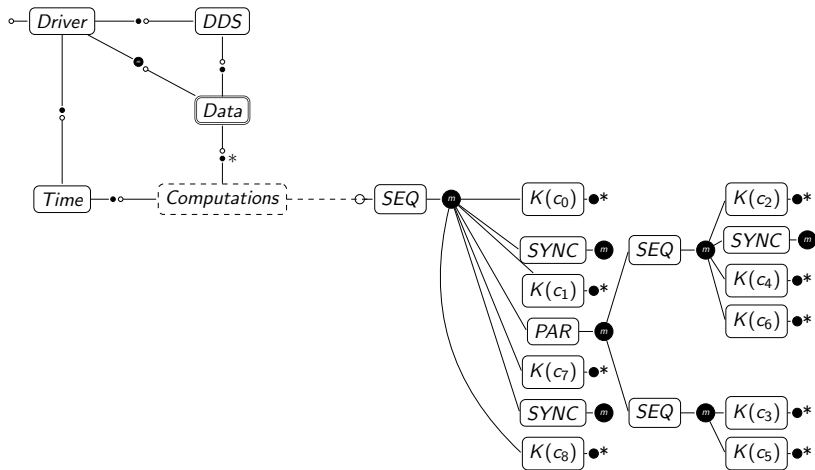 Driver
DDS
Data
*
Time
Computations
SEQ
m
K(c₀)
*
SYNC
m
K(c₁)
*
PAR
m
K(c₇)
*
SYNC
m
K(c₈)
*
SEQ
m
K(c₂)
*
SYNC
m
K(c₄)
*
K(c₆)
*
SEQ
m
K(c₃)
*
K(c₅)
*